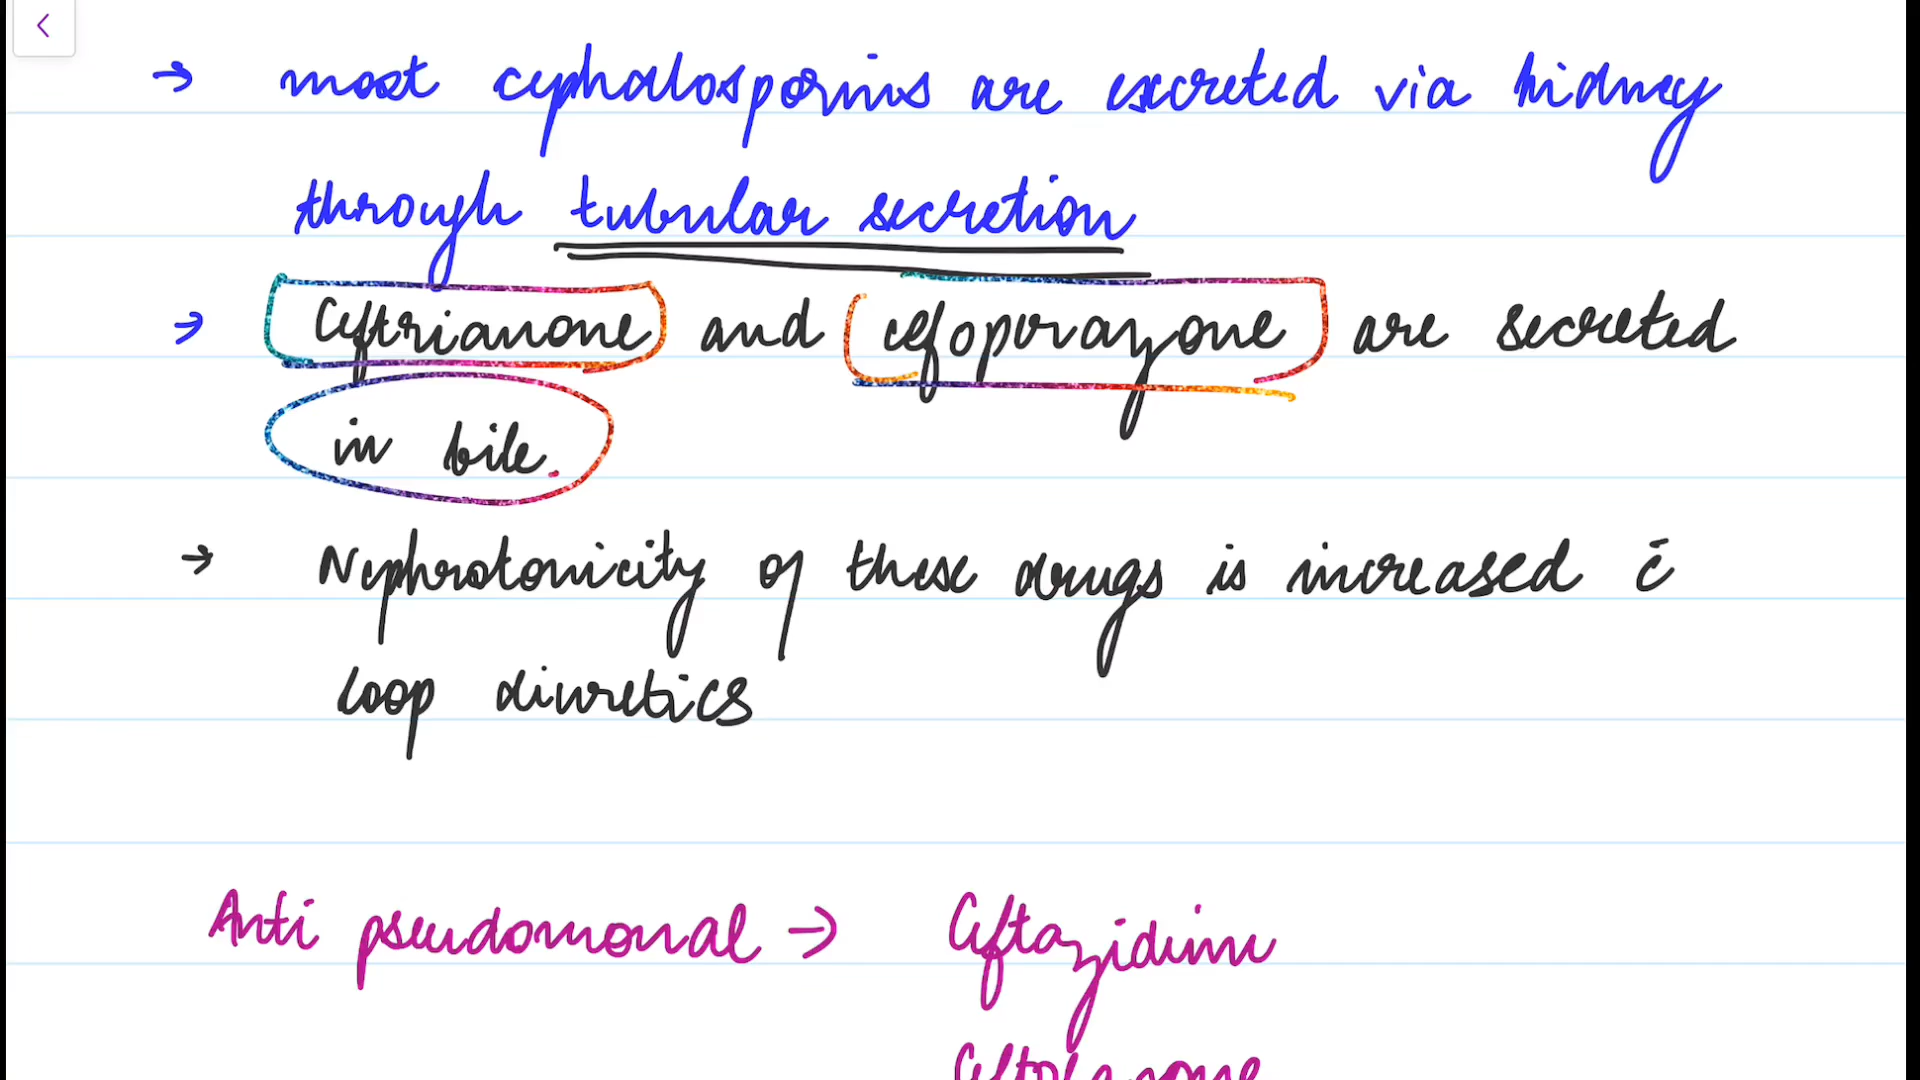 → most cephalosporins are excreted via kidney
through tubular secretion
→ Ceftriaxone and cefoperazone are secreted
in bile.
→ Nephrotoxicity of these drugs is increased c̄
loop diuretics
Anti pseudomonal → Ceftazidime